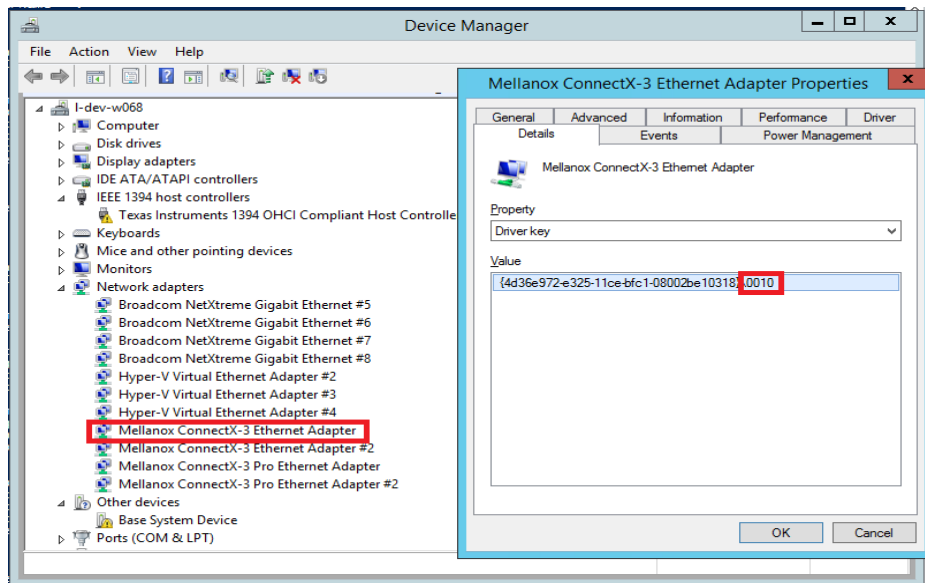 Device Manager
File Action View Help
l-dev-w068
Computer
Disk drives
Display adapters
IDE ATA/ATAPI controllers
IEEE 1394 host controllers
Texas Instruments 1394 OHCI Compliant Host Controlle
Keyboards
Mice and other pointing devices
Monitors
Network adapters
Broadcom NetXtreme Gigabit Ethernet #5
Broadcom NetXtreme Gigabit Ethernet #6
Broadcom NetXtreme Gigabit Ethernet #7
Broadcom NetXtreme Gigabit Ethernet #8
Hyper-V Virtual Ethernet Adapter #2
Hyper-V Virtual Ethernet Adapter #3
Hyper-V Virtual Ethernet Adapter #4
Mellanox ConnectX-3 Ethernet Adapter
Mellanox ConnectX-3 Ethernet Adapter #2
Mellanox ConnectX-3 Pro Ethernet Adapter
Mellanox ConnectX-3 Pro Ethernet Adapter #2
Other devices
Base System Device
Ports (COM & LPT)
Mellanox ConnectX-3 Ethernet Adapter Properties
General Advanced Information Performance Driver
Details Events Power Management
Mellanox ConnectX-3 Ethernet Adapter
Property
Driver key
Value
{4d36e972-e325-11ce-bfc1-08002be10318}\0010
OK Cancel